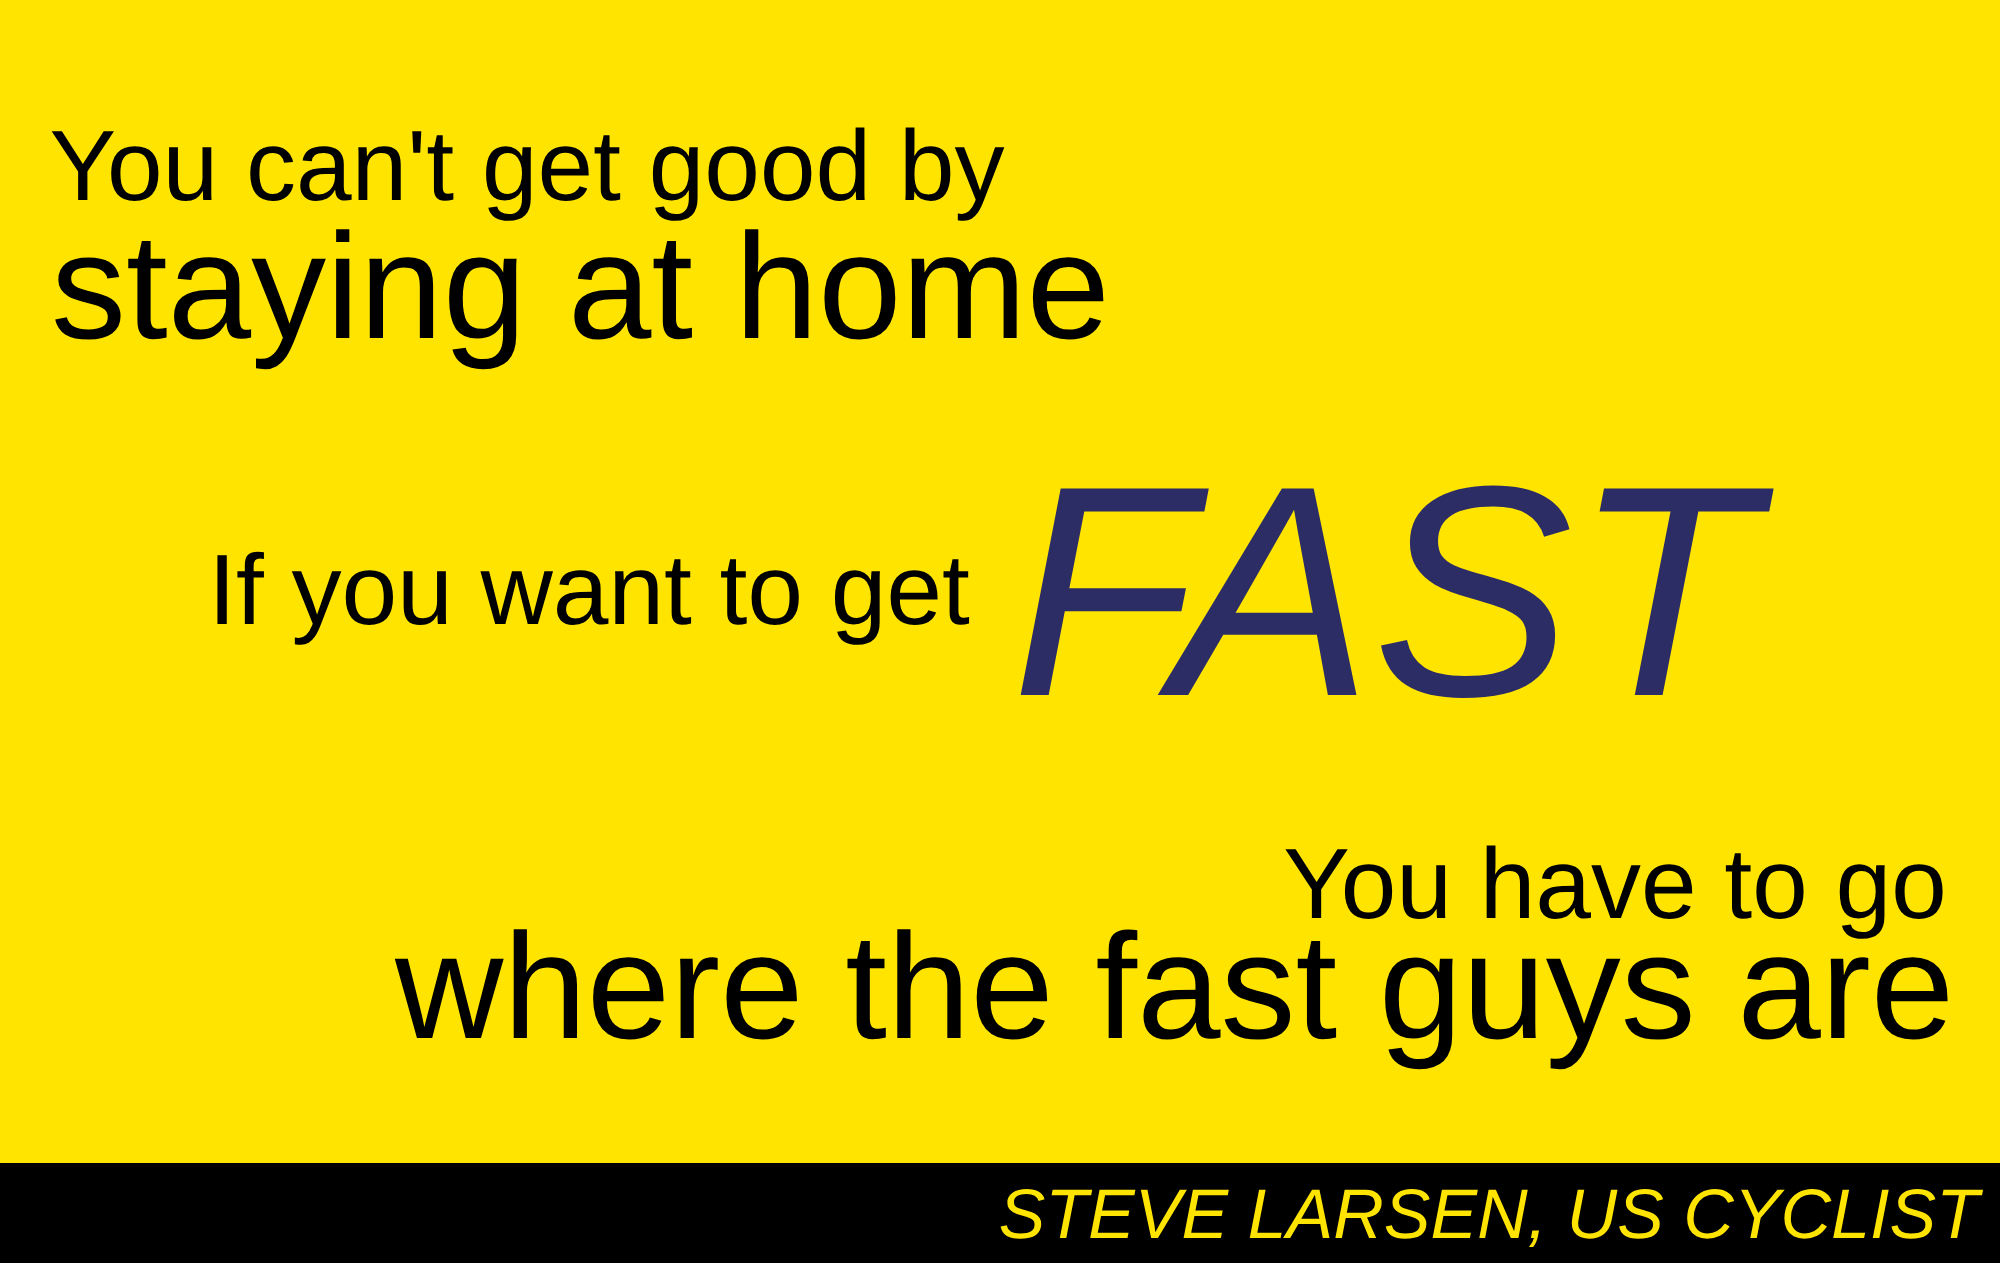 You can't get good by
staying at home
If you want to get FAST
You have to go
where the fast guys are
STEVE LARSEN, US CYCLIST